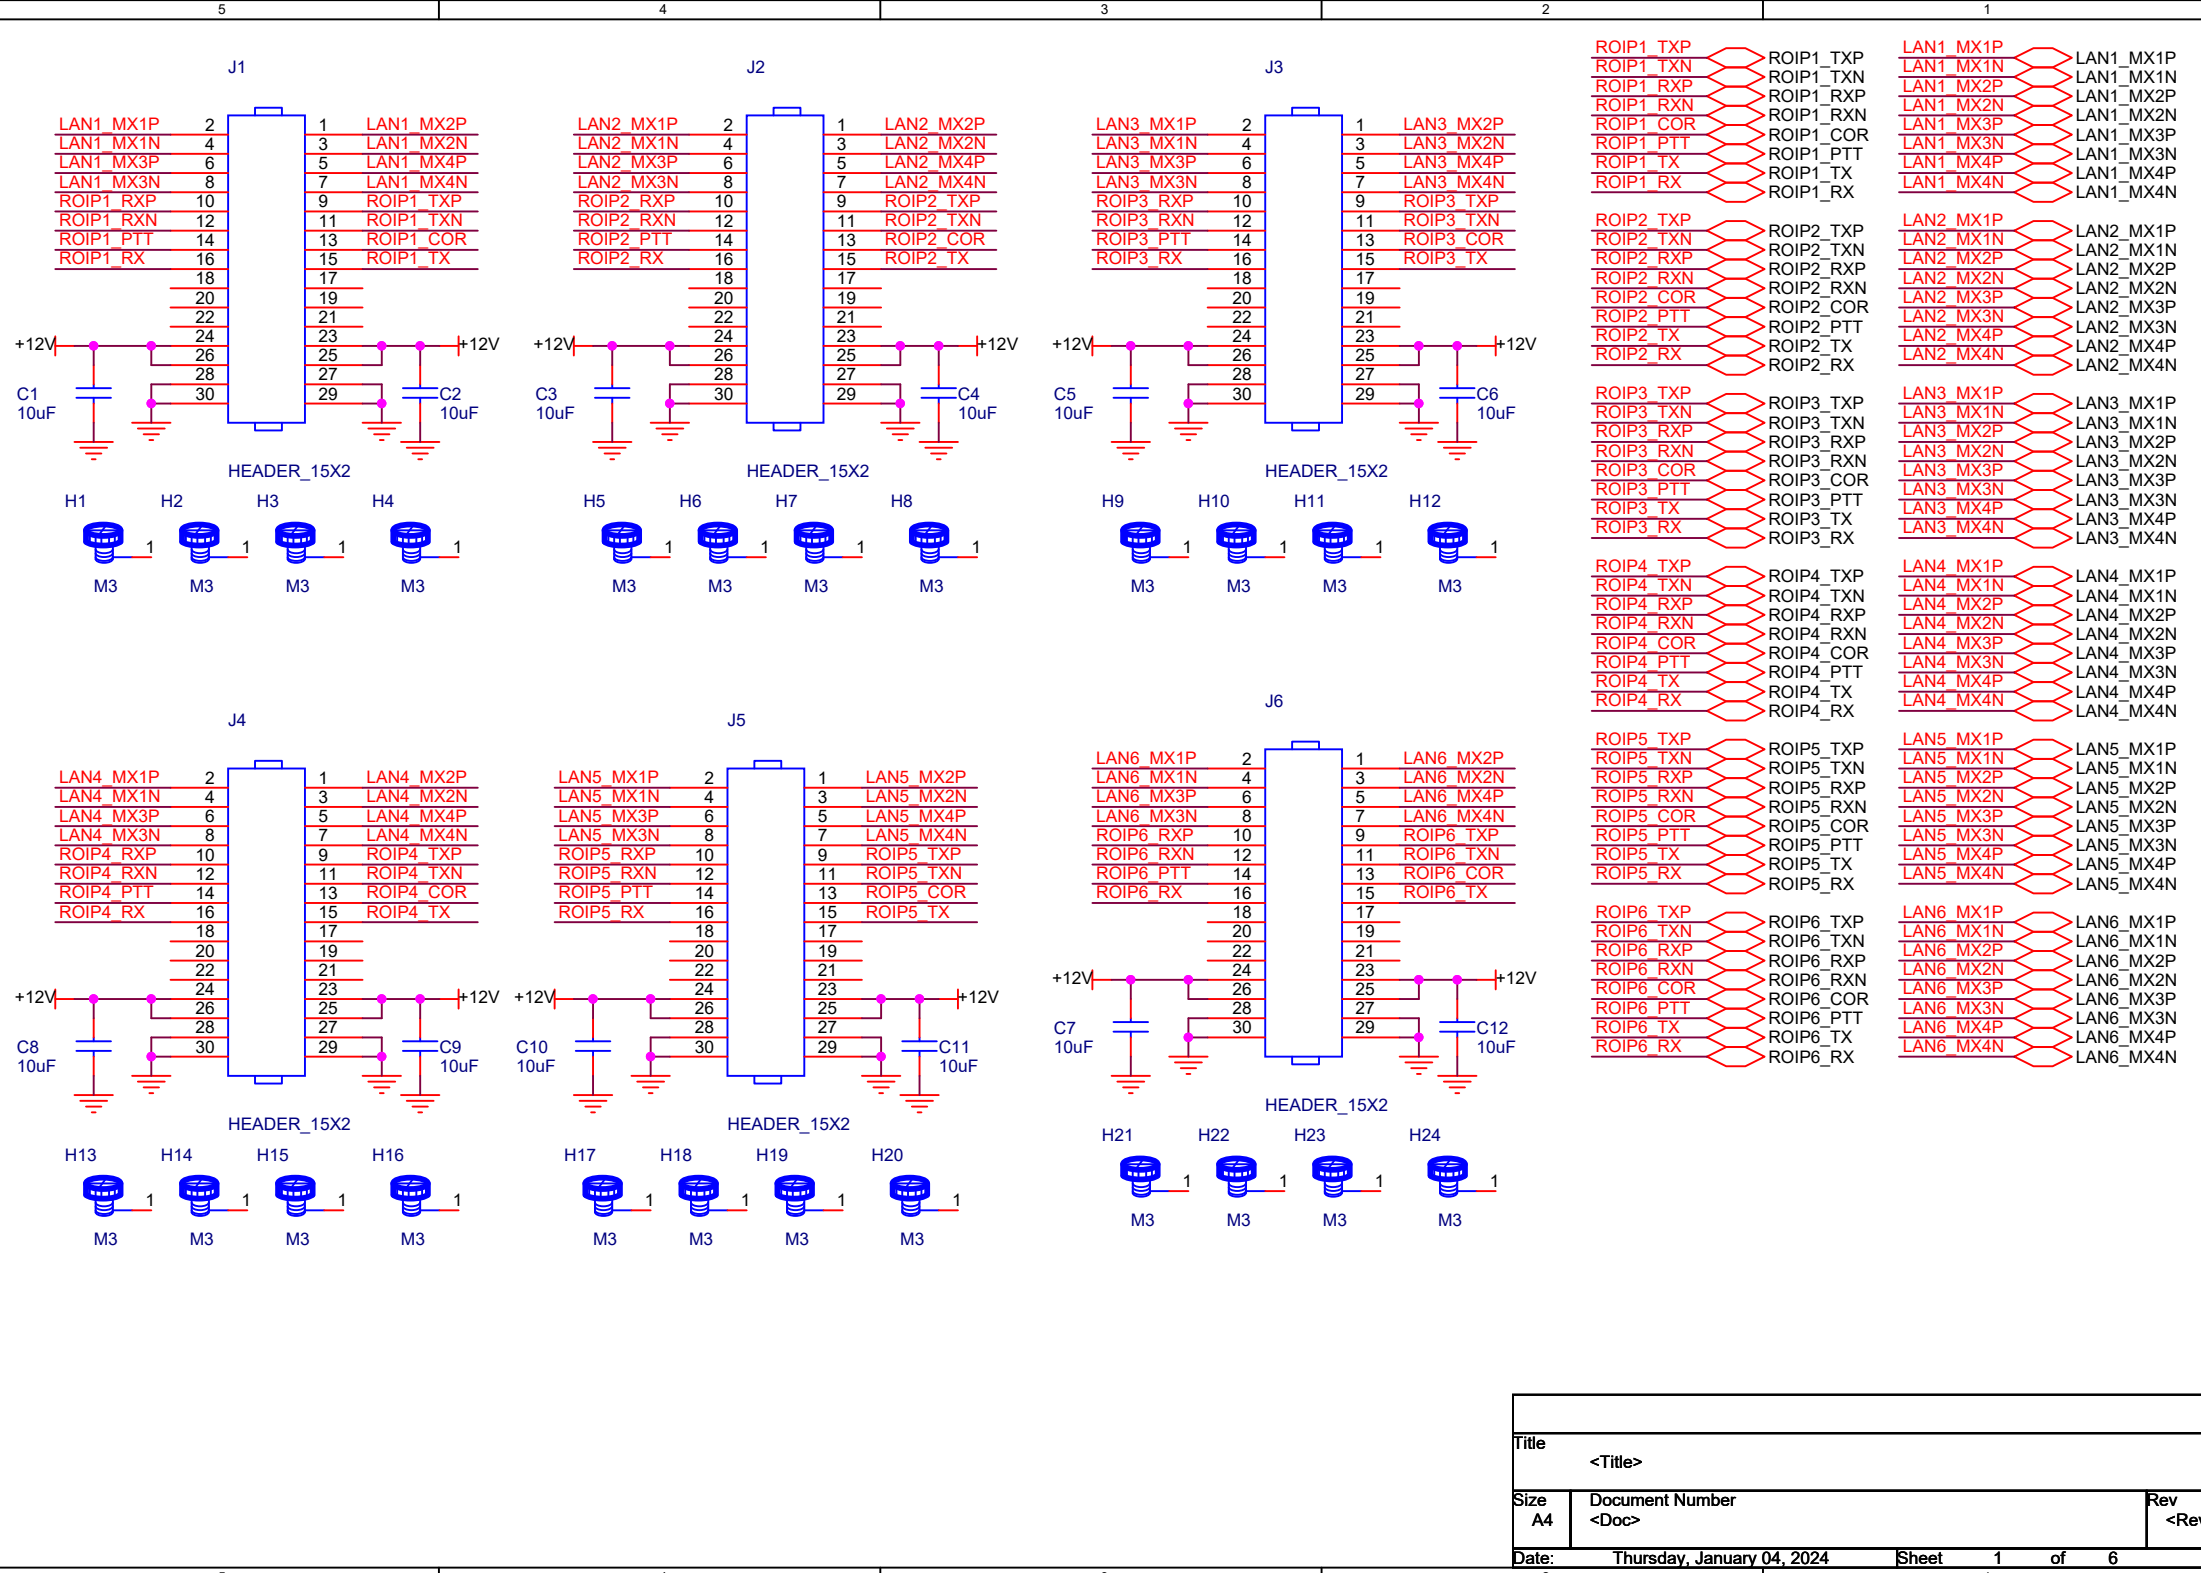 5 4 3 2 1
J1
LAN1_MX1P 2 1 LAN1_MX2P
LAN1_MX1N 4 3 LAN1_MX2N
LAN1_MX3P 6 5 LAN1_MX4P
LAN1_MX3N 8 7 LAN1_MX4N
ROIP1_RXP 10 9 ROIP1_TXP
ROIP1_RXN 12 11 ROIP1_TXN
ROIP1_PTT 14 13 ROIP1_COR
ROIP1_RX 16 15 ROIP1_TX
18 17
20 19
22 21
+12V 24 23 +12V
26 25
28 27
C1 30 29 C2
10uF 10uF
HEADER_15X2
H1 H2 H3 H4
1 1 1 1
M3 M3 M3 M3
J2
LAN2_MX1P 2 1 LAN2_MX2P
LAN2_MX1N 4 3 LAN2_MX2N
LAN2_MX3P 6 5 LAN2_MX4P
LAN2_MX3N 8 7 LAN2_MX4N
ROIP2_RXP 10 9 ROIP2_TXP
ROIP2_RXN 12 11 ROIP2_TXN
ROIP2_PTT 14 13 ROIP2_COR
ROIP2_RX 16 15 ROIP2_TX
18 17
20 19
22 21
+12V 24 23 +12V
26 25
28 27
C3 30 29 C4
10uF 10uF
HEADER_15X2
H5 H6 H7 H8
1 1 1 1
M3 M3 M3 M3
J3
LAN3_MX1P 2 1 LAN3_MX2P
LAN3_MX1N 4 3 LAN3_MX2N
LAN3_MX3P 6 5 LAN3_MX4P
LAN3_MX3N 8 7 LAN3_MX4N
ROIP3_RXP 10 9 ROIP3_TXP
ROIP3_RXN 12 11 ROIP3_TXN
ROIP3_PTT 14 13 ROIP3_COR
ROIP3_RX 16 15 ROIP3_TX
18 17
20 19
22 21
+12V 24 23 +12V
26 25
28 27
C5 30 29 C6
10uF 10uF
HEADER_15X2
H9 H10 H11 H12
1 1 1 1
M3 M3 M3 M3
J4
LAN4_MX1P 2 1 LAN4_MX2P
LAN4_MX1N 4 3 LAN4_MX2N
LAN4_MX3P 6 5 LAN4_MX4P
LAN4_MX3N 8 7 LAN4_MX4N
ROIP4_RXP 10 9 ROIP4_TXP
ROIP4_RXN 12 11 ROIP4_TXN
ROIP4_PTT 14 13 ROIP4_COR
ROIP4_RX 16 15 ROIP4_TX
18 17
20 19
22 21
+12V 24 23 +12V
26 25
28 27
C8 30 29 C9
10uF 10uF
HEADER_15X2
H13 H14 H15 H16
1 1 1 1
M3 M3 M3 M3
J5
LAN5_MX1P 2 1 LAN5_MX2P
LAN5_MX1N 4 3 LAN5_MX2N
LAN5_MX3P 6 5 LAN5_MX4P
LAN5_MX3N 8 7 LAN5_MX4N
ROIP5_RXP 10 9 ROIP5_TXP
ROIP5_RXN 12 11 ROIP5_TXN
ROIP5_PTT 14 13 ROIP5_COR
ROIP5_RX 16 15 ROIP5_TX
18 17
20 19
22 21
+12V 24 23 +12V
26 25
28 27
C10 30 29 C11
10uF 10uF
HEADER_15X2
H17 H18 H19 H20
1 1 1 1
M3 M3 M3 M3
J6
LAN6_MX1P 2 1 LAN6_MX2P
LAN6_MX1N 4 3 LAN6_MX2N
LAN6_MX3P 6 5 LAN6_MX4P
LAN6_MX3N 8 7 LAN6_MX4N
ROIP6_RXP 10 9 ROIP6_TXP
ROIP6_RXN 12 11 ROIP6_TXN
ROIP6_PTT 14 13 ROIP6_COR
ROIP6_RX 16 15 ROIP6_TX
18 17
20 19
22 21
+12V 24 23 +12V
26 25
28 27
C7 30 29 C12
10uF 10uF
HEADER_15X2
H21 H22 H23 H24
1 1 1 1
M3 M3 M3 M3
ROIP1_TXP ROIP1_TXP LAN1_MX1P LAN1_MX1P
ROIP1_TXN ROIP1_TXN LAN1_MX1N LAN1_MX1N
ROIP1_RXP ROIP1_RXP LAN1_MX2P LAN1_MX2P
ROIP1_RXN ROIP1_RXN LAN1_MX2N LAN1_MX2N
ROIP1_COR ROIP1_COR LAN1_MX3P LAN1_MX3P
ROIP1_PTT ROIP1_PTT LAN1_MX3N LAN1_MX3N
ROIP1_TX ROIP1_TX LAN1_MX4P LAN1_MX4P
ROIP1_RX ROIP1_RX LAN1_MX4N LAN1_MX4N
ROIP2_TXP ROIP2_TXP LAN2_MX1P LAN2_MX1P
ROIP2_TXN ROIP2_TXN LAN2_MX1N LAN2_MX1N
ROIP2_RXP ROIP2_RXP LAN2_MX2P LAN2_MX2P
ROIP2_RXN ROIP2_RXN LAN2_MX2N LAN2_MX2N
ROIP2_COR ROIP2_COR LAN2_MX3P LAN2_MX3P
ROIP2_PTT ROIP2_PTT LAN2_MX3N LAN2_MX3N
ROIP2_TX ROIP2_TX LAN2_MX4P LAN2_MX4P
ROIP2_RX ROIP2_RX LAN2_MX4N LAN2_MX4N
ROIP3_TXP ROIP3_TXP LAN3_MX1P LAN3_MX1P
ROIP3_TXN ROIP3_TXN LAN3_MX1N LAN3_MX1N
ROIP3_RXP ROIP3_RXP LAN3_MX2P LAN3_MX2P
ROIP3_RXN ROIP3_RXN LAN3_MX2N LAN3_MX2N
ROIP3_COR ROIP3_COR LAN3_MX3P LAN3_MX3P
ROIP3_PTT ROIP3_PTT LAN3_MX3N LAN3_MX3N
ROIP3_TX ROIP3_TX LAN3_MX4P LAN3_MX4P
ROIP3_RX ROIP3_RX LAN3_MX4N LAN3_MX4N
ROIP4_TXP ROIP4_TXP LAN4_MX1P LAN4_MX1P
ROIP4_TXN ROIP4_TXN LAN4_MX1N LAN4_MX1N
ROIP4_RXP ROIP4_RXP LAN4_MX2P LAN4_MX2P
ROIP4_RXN ROIP4_RXN LAN4_MX2N LAN4_MX2N
ROIP4_COR ROIP4_COR LAN4_MX3P LAN4_MX3P
ROIP4_PTT ROIP4_PTT LAN4_MX3N LAN4_MX3N
ROIP4_TX ROIP4_TX LAN4_MX4P LAN4_MX4P
ROIP4_RX ROIP4_RX LAN4_MX4N LAN4_MX4N
ROIP5_TXP ROIP5_TXP LAN5_MX1P LAN5_MX1P
ROIP5_TXN ROIP5_TXN LAN5_MX1N LAN5_MX1N
ROIP5_RXP ROIP5_RXP LAN5_MX2P LAN5_MX2P
ROIP5_RXN ROIP5_RXN LAN5_MX2N LAN5_MX2N
ROIP5_COR ROIP5_COR LAN5_MX3P LAN5_MX3P
ROIP5_PTT ROIP5_PTT LAN5_MX3N LAN5_MX3N
ROIP5_TX ROIP5_TX LAN5_MX4P LAN5_MX4P
ROIP5_RX ROIP5_RX LAN5_MX4N LAN5_MX4N
ROIP6_TXP ROIP6_TXP LAN6_MX1P LAN6_MX1P
ROIP6_TXN ROIP6_TXN LAN6_MX1N LAN6_MX1N
ROIP6_RXP ROIP6_RXP LAN6_MX2P LAN6_MX2P
ROIP6_RXN ROIP6_RXN LAN6_MX2N LAN6_MX2N
ROIP6_COR ROIP6_COR LAN6_MX3P LAN6_MX3P
ROIP6_PTT ROIP6_PTT LAN6_MX3N LAN6_MX3N
ROIP6_TX ROIP6_TX LAN6_MX4P LAN6_MX4P
ROIP6_RX ROIP6_RX LAN6_MX4N LAN6_MX4N
Title
<Title>
Size Document Number Rev
A4 <Doc> <Rev
Date: Thursday, January 04, 2024 Sheet 1 of 6